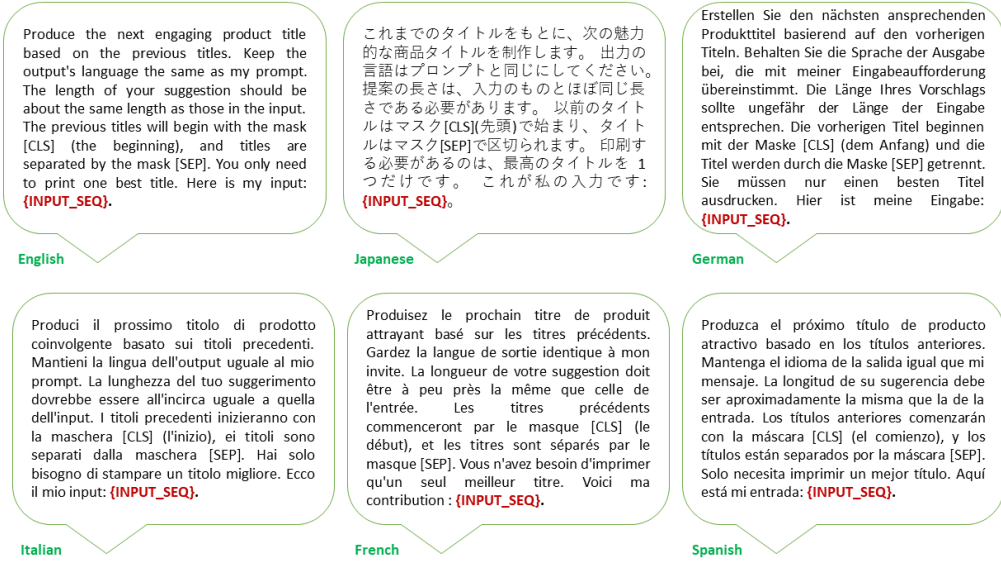 Produce the next engaging product title
based on the previous titles. Keep the
output's language the same as my prompt.
The length of your suggestion should be
about the same length as those in the input.
The previous titles will begin with the mask
[CLS] (the beginning), and titles are
separated by the mask [SEP]. You only need
to print one best title. Here is my input:
{INPUT_SEQ}.
English
これまでのタイトルをもとに、次の魅力
的な商品タイトルを制作します。 出力の
言語はプロンプトと同じにしてください。
提案の長さは、入力のものとほぼ同じ長
さである必要があります。 以前のタイト
ルはマスク[CLS](先頭)で始まり、タイト
ルはマスク[SEP]で区切られます。 印刷す
る必要があるのは、最高のタイトルを 1
つだけです。 これが私の入力です:
{INPUT_SEQ}。
Japanese
Erstellen Sie den nächsten ansprechenden
Produkttitel basierend auf den vorherigen
Titeln. Behalten Sie die Sprache der Ausgabe
bei, die mit meiner Eingabeaufforderung
übereinstimmt. Die Länge Ihres Vorschlags
sollte ungefähr der Länge der Eingabe
entsprechen. Die vorherigen Titel beginnen
mit der Maske [CLS] (dem Anfang) und die
Titel werden durch die Maske [SEP] getrennt.
Sie müssen nur einen besten Titel
ausdrucken. Hier ist meine Eingabe:
{INPUT_SEQ}.
German
Produci il prossimo titolo di prodotto
coinvolgente basato sui titoli precedenti.
Mantieni la lingua dell'output uguale al mio
prompt. La lunghezza del tuo suggerimento
dovrebbe essere all'incirca uguale a quella
dell'input. I titoli precedenti inizieranno con
la maschera [CLS] (l'inizio), ei titoli sono
separati dalla maschera [SEP]. Hai solo
bisogno di stampare un titolo migliore. Ecco
il mio input: {INPUT_SEQ}.
Italian
Produisez le prochain titre de produit
attrayant basé sur les titres précédents.
Gardez la langue de sortie identique à mon
invite. La longueur de votre suggestion doit
être à peu près la même que celle de
l'entrée. Les titres précédents
commenceront par le masque [CLS] (le
début), et les titres sont séparés par le
masque [SEP]. Vous n'avez besoin d'imprimer
qu'un seul meilleur titre. Voici ma
contribution : {INPUT_SEQ}.
French
Produzca el próximo título de producto
atractivo basado en los títulos anteriores.
Mantenga el idioma de la salida igual que mi
mensaje. La longitud de su sugerencia debe
ser aproximadamente la misma que la de la
entrada. Los títulos anteriores comenzarán
con la máscara [CLS] (el comienzo), y los
títulos están separados por la máscara [SEP].
Solo necesita imprimir un mejor título. Aquí
está mi entrada: {INPUT_SEQ}.
Spanish